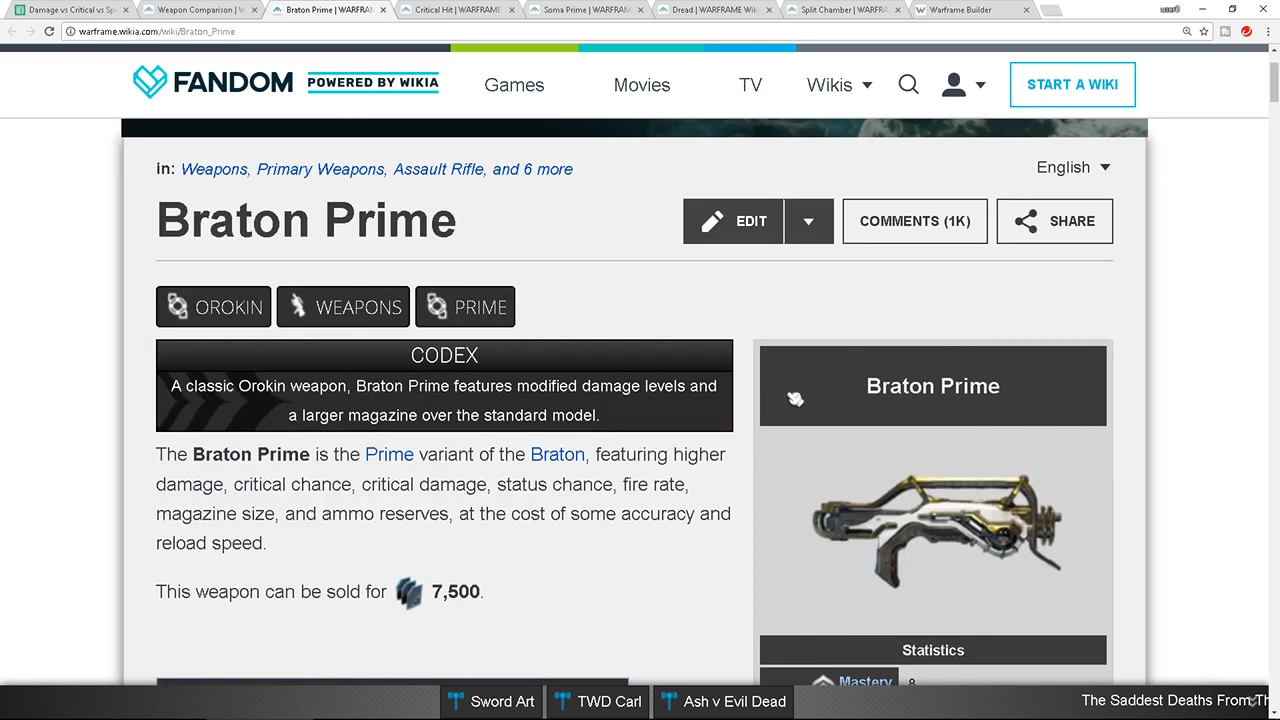 Damage vs Critical vs Sp
Weapon Comparison | W
Braton Prime | WARFRA
Critical Hit | WARFRAME
Soma Prime | WARFRAM
Dread | WARFRAME Wik
Split Chamber | WARFR
Warframe Builder
user0
warframe.wikia.com/wiki/Braton_Prime
FANDOM
POWERED BY WIKIA
Games
Movies
TV
Wikis
START A WIKI
in: Weapons, Primary Weapons, Assault Rifle, and 6 more
English
Braton Prime
EDIT
COMMENTS (1K)
SHARE
OROKIN
WEAPONS
PRIME
CODEX
A classic Orokin weapon, Braton Prime features modified damage levels and
a larger magazine over the standard model.
Braton Prime
The Braton Prime is the Prime variant of the Braton, featuring higher
damage, critical chance, critical damage, status chance, fire rate,
magazine size, and ammo reserves, at the cost of some accuracy and
reload speed.
This weapon can be sold for 7,500.
Statistics
Mastery
8
Sword Art
TWD Carl
Ash v Evil Dead
The Saddest Deaths From Th